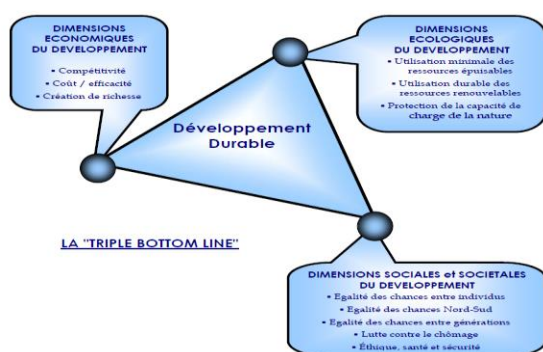 DIMENSIONS
ECONOMIQUES
DU DEVELOPPEMENT
• Compétitivité
• Coût / efficacité
• Création de richesse
DIMENSIONS
ECOLOGIQUES
DU DEVELOPPEMENT
• Utilisation minimale des
ressources épuisables
• Utilisation durable des
ressources renouvelables
• Protection de la capacité de
charge de la nature
Développement
Durable
LA "TRIPLE BOTTOM LINE"
DIMENSIONS SOCIALES et SOCIETALES
DU DEVELOPPEMENT
• Egalité des chances entre individus
• Egalité des chances Nord-Sud
• Egalité des chances entre générations
• Lutte contre le chômage
• Éthique, santé et sécurité